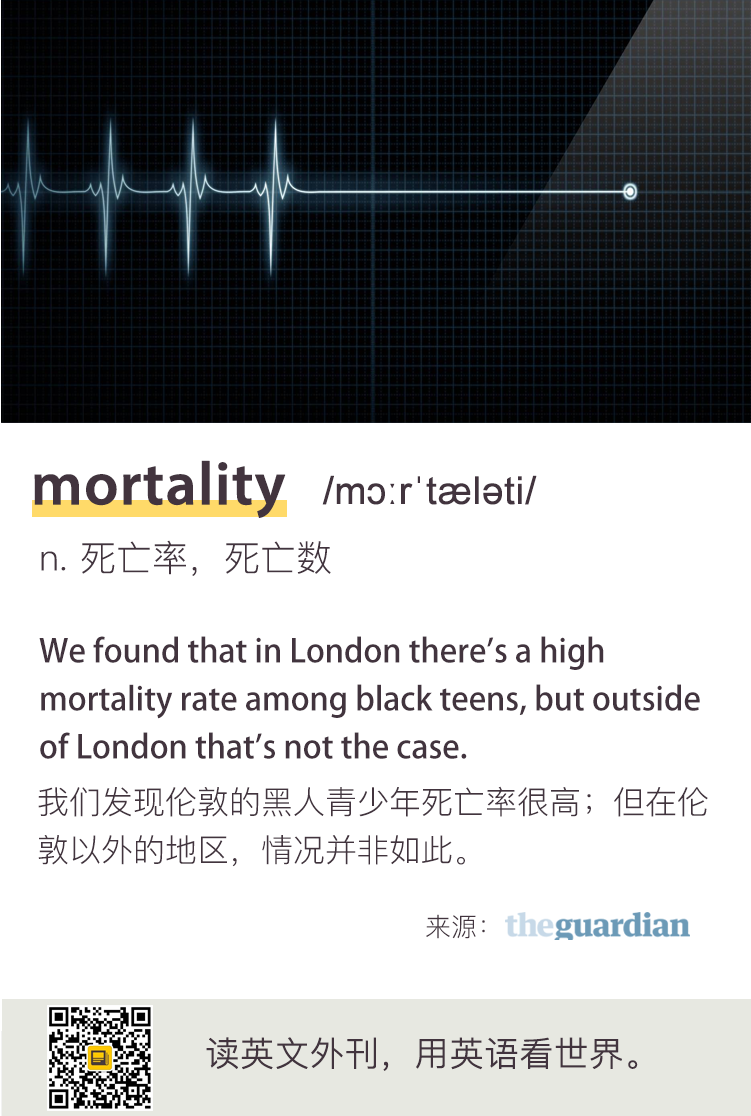 mortality /mɔːrˈtæləti/
n. 死亡率，死亡数
We found that in London there’s a high
mortality rate among black teens, but outside
of London that’s not the case.
我们发现伦敦的黑人青少年死亡率很高；但在伦
敦以外的地区，情况并非如此。
来源：theguardian
读英文外刊，用英语看世界。